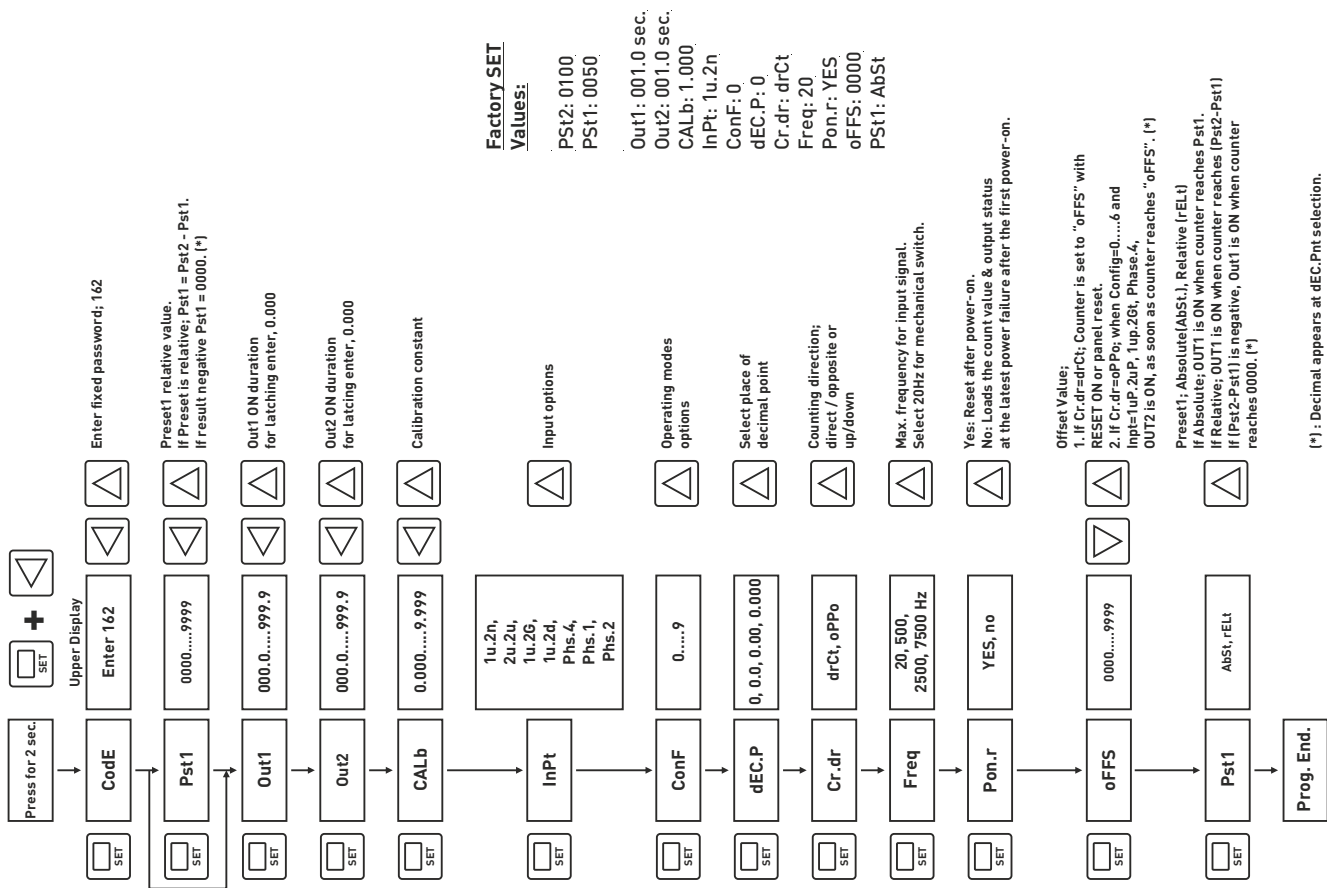 Press for 2 sec.
SET
+
Upper Display
SET
CodE
Enter 162
Enter fixed password; 162
SET
Pst1
0000.....9999
Preset1 relative value.
If Preset is relative; Pst1 = Pst2 - Pst1.
If result negative Pst1 = 0000. (*)
SET
Out1
000.0.....999.9
Out1 ON duration
for latching enter, 0.000
SET
Out2
000.0.....999.9
Out2 ON duration
for latcing enter, 0.000
SET
CALb
0.000.....9.999
Calibration constant
SET
InPt
1u.2n,
2u.2u,
1u.2G,
1u.2d,
Phs.4,
Phs.1,
Phs.2
Input options
SET
ConF
0.....9
Operating modes
options
SET
dEC.P
0, 0.0, 0.00, 0.000
Select place of
decimal point
SET
Cr.dr
drCt, oPPo
Counting direction;
direct / opposite or
up/down
SET
Freq
20, 500,
2500, 7500 Hz
Max. frequency for input signal.
Select 20Hz for mechanical switch.
SET
Pon.r
YES, no
Yes: Reset after power-on.
No: Loads the count value & output status
at the latest power failure after the first power-on.
SET
oFFS
0000.....9999
Offset Value;
1. If Cr.dr=drCt; Counter is set to "oFFS" with
RESET ON or panel reset.
2. If Cr.dr=oPPo; when Config=0.....6 and
Inpt=1uP.2uP, 1up.2Gt, Phase.4,
OUT2 is ON, as soon as counter reaches "oFFS". (*)
SET
Pst1
AbSt, rELt
Preset1; Absolute(AbSt.), Relative (rELt)
If Absolute; OUT1 is ON when counter reaches Pst1.
If Relative; OUT1 is ON when counter reaches (Pst2-Pst1)
If (Pst2-Pst1) is negative, Out1 is ON when counter
reaches 0000. (*)
Prog. End.
(*) : Decimal appears at dEC.Pnt selection.
Factory SET
Values:
PSt2: 0100
PSt1: 0050
Out1: 001.0 sec.
Out2: 001.0 sec.
CALb: 1.000
InPt: 1u.2n
ConF: 0
dEC.P: 0
Cr.dr: drCt
Freq: 20
Pon.r: YES
oFFS: 0000
PSt1: AbSt